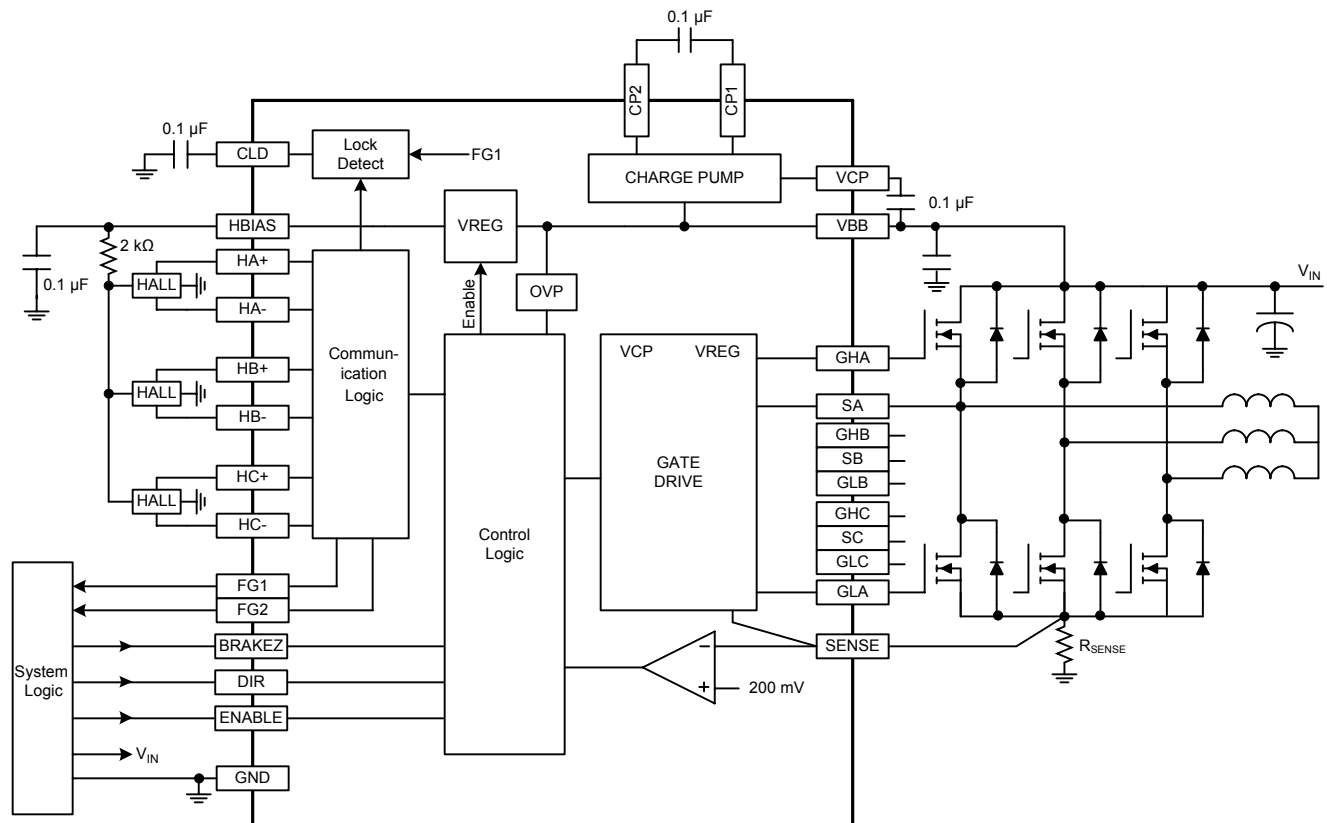 0.1 µF
CP2
CP1
0.1 µF
CLD
Lock
Detect
FG1
CHARGE PUMP
VCP
0.1 µF
HBIAS
VREG
VBB
2 kΩ
0.1 µF
HA+
HALL
HA-
Enable
OVP
VIN
HB+
HALL
HB-
Commun-
ication
Logic
VCP
VREG
GATE
DRIVE
GHA
SA
GHB
SB
GLB
GHC
SC
GLC
GLA
HC+
HALL
HC-
Control
Logic
FG1
FG2
BRAKEZ
DIR
ENABLE
System
Logic
VIN
GND
SENSE
RSENSE
–
+
200 mV